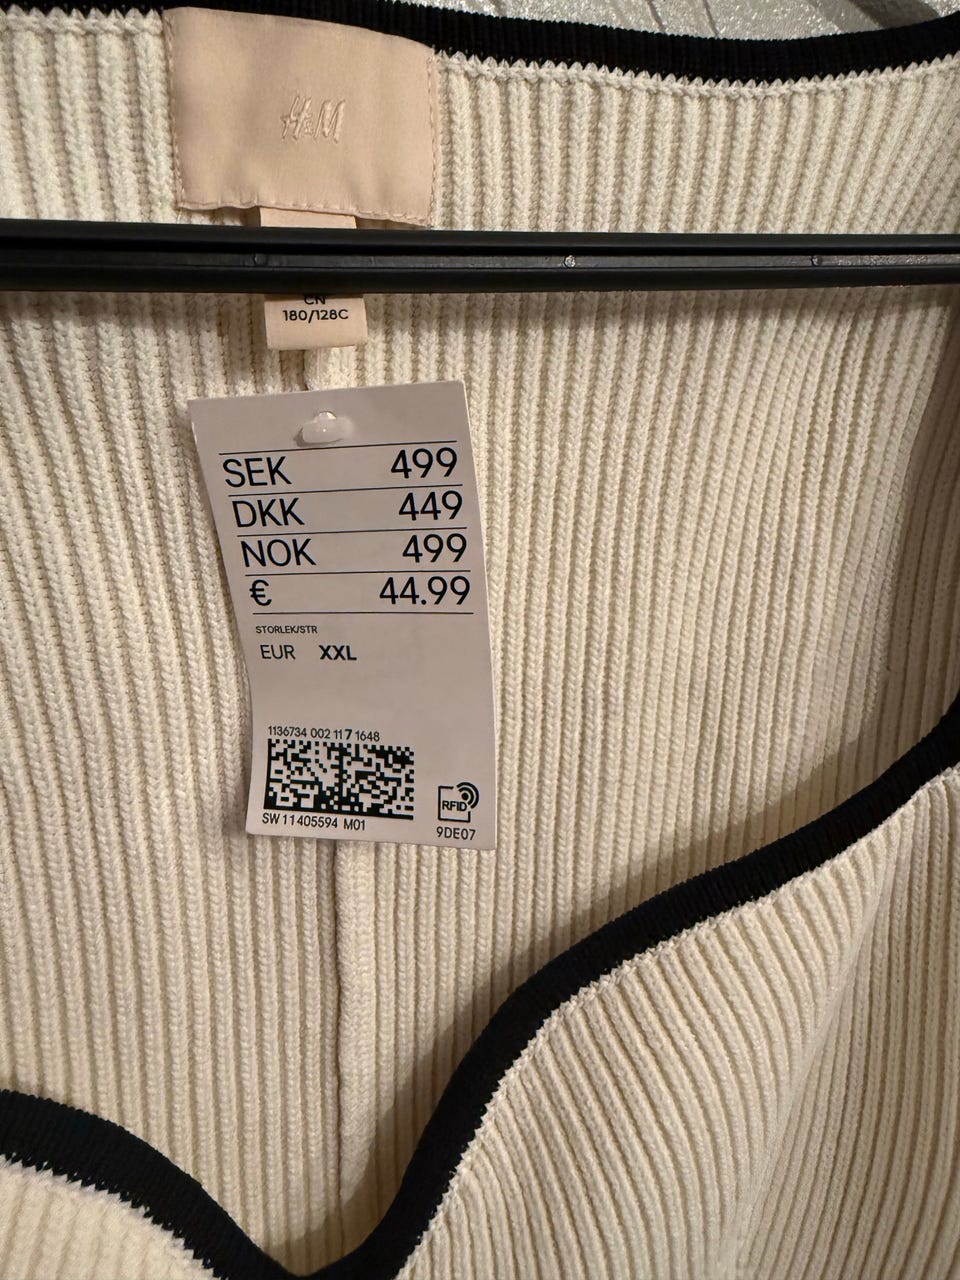 H&M
CN
180/128C
SEK 499
DKK 449
NOK 499
€ 44.99
STORLEK/STR
EUR XXL
1136734 002 11 7 1648
SW 11405594 M01
RFID
9DE07